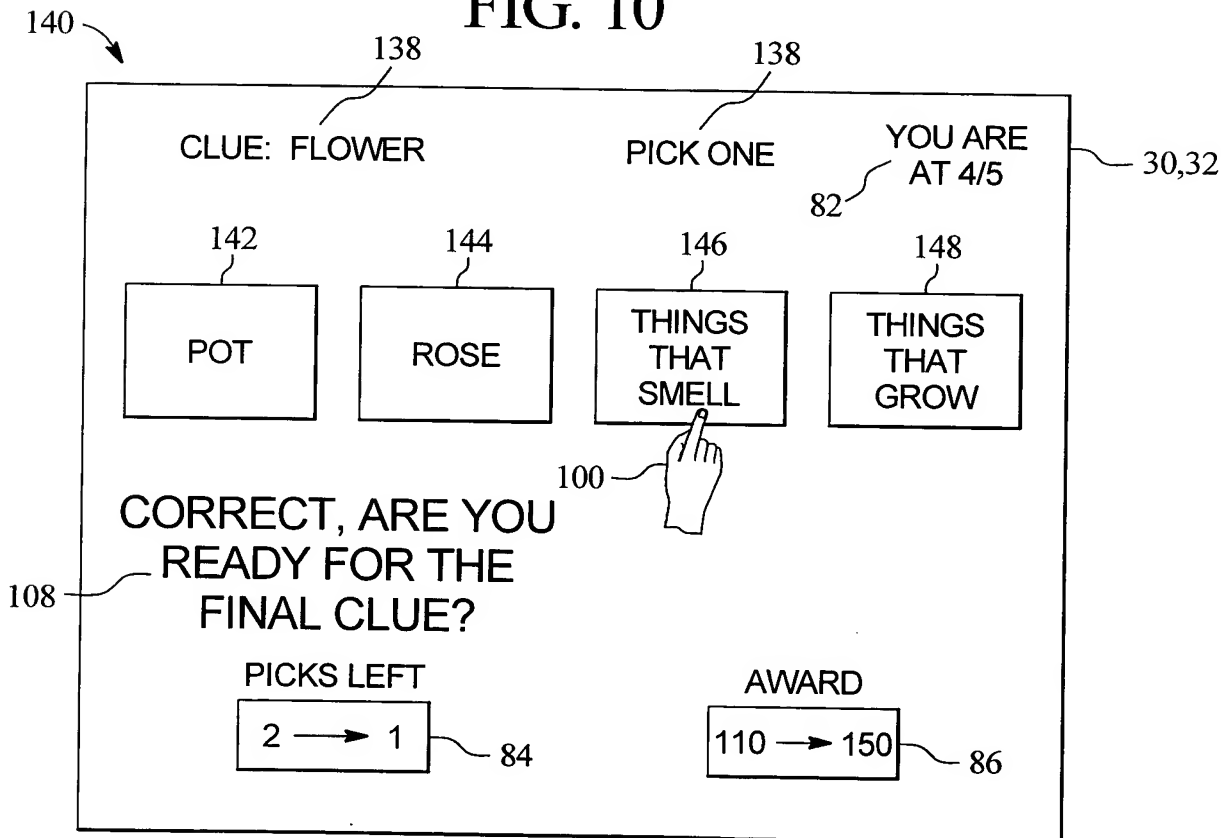 FIG. 10
140
138
138
CLUE: FLOWER
PICK ONE
YOU ARE
AT 4/5
82
30,32
142
144
146
148
POT
ROSE
THINGS
THAT
SMELL
THINGS
THAT
GROW
100
CORRECT, ARE YOU
READY FOR THE
FINAL CLUE?
108
PICKS LEFT
2 → 1
84
AWARD
110 → 150
86